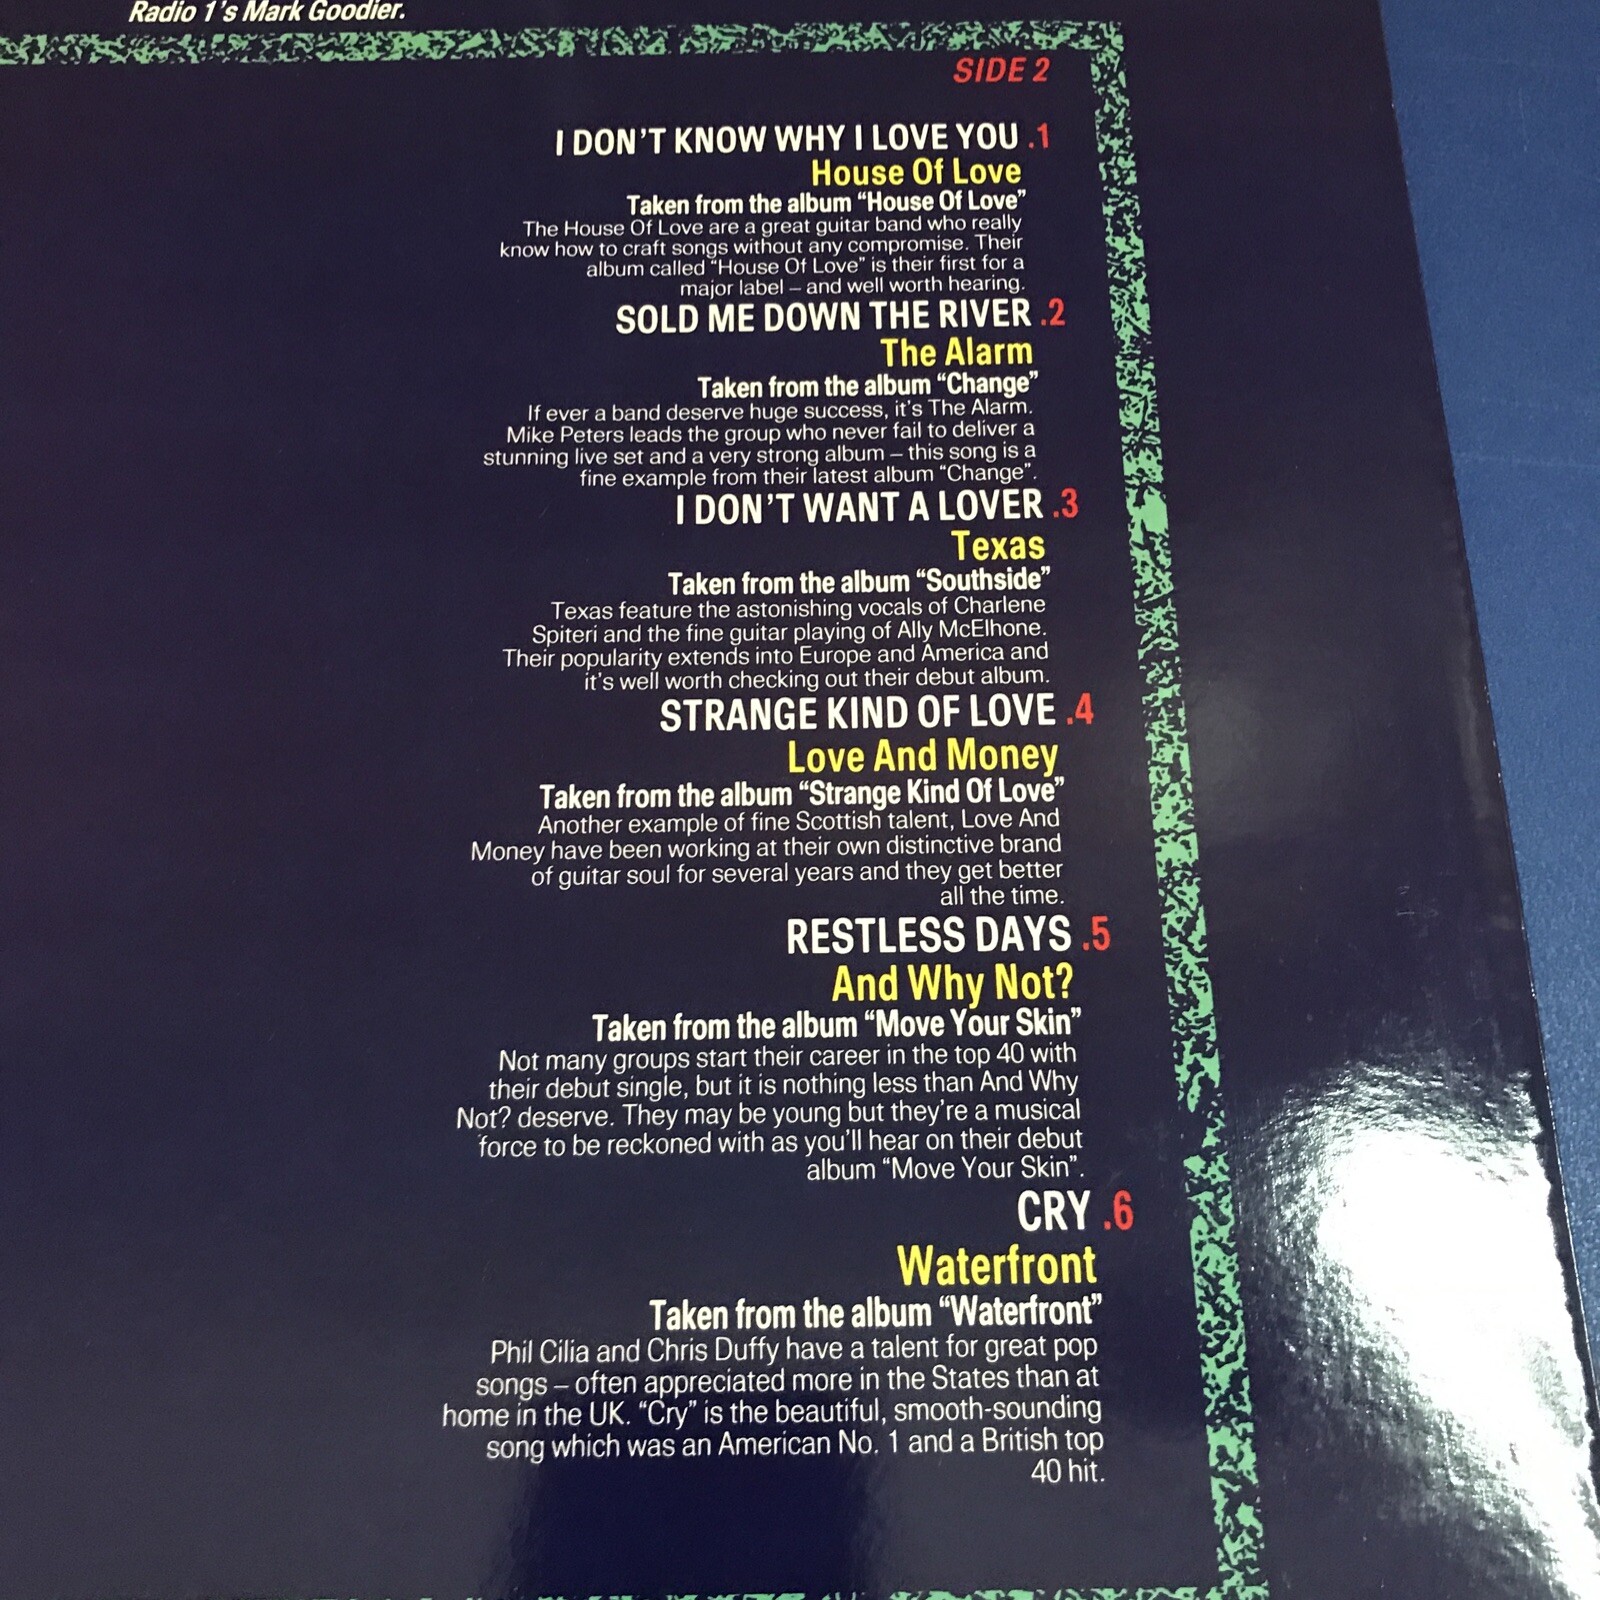 Radio 1's Mark Goodier.
SIDE 2
I DON'T KNOW WHY I LOVE YOU .1
House Of Love
Taken from the album “House Of Love”
The House Of Love are a great guitar band who really
know how to craft songs without any compromise. Their
album called “House Of Love” is their first for a
major label – and well worth hearing.
SOLD ME DOWN THE RIVER .2
The Alarm
Taken from the album “Change”
If ever a band deserve huge success, it's The Alarm.
Mike Peters leads the group who never fail to deliver a
stunning live set and a very strong album – this song is a
fine example from their latest album “Change”.
I DON'T WANT A LOVER .3
Texas
Taken from the album “Southside”
Texas feature the astonishing vocals of Charlene
Spiteri and the fine guitar playing of Ally McElhone.
Their popularity extends into Europe and America and
it's well worth checking out their debut album.
STRANGE KIND OF LOVE .4
Love And Money
Taken from the album “Strange Kind Of Love”
Another example of fine Scottish talent, Love And
Money have been working at their own distinctive brand
of guitar soul for several years and they get better
all the time.
RESTLESS DAYS .5
And Why Not?
Taken from the album “Move Your Skin”
Not many groups start their career in the top 40 with
their debut single, but it is nothing less than And Why
Not? deserve. They may be young but they're a musical
force to be reckoned with as you'll hear on their debut
album “Move Your Skin”.
CRY .6
Waterfront
Taken from the album “Waterfront”
Phil Cilia and Chris Duffy have a talent for great pop
songs – often appreciated more in the States than at
home in the UK. “Cry” is the beautiful, smooth-sounding
song which was an American No. 1 and a British top
40 hit.